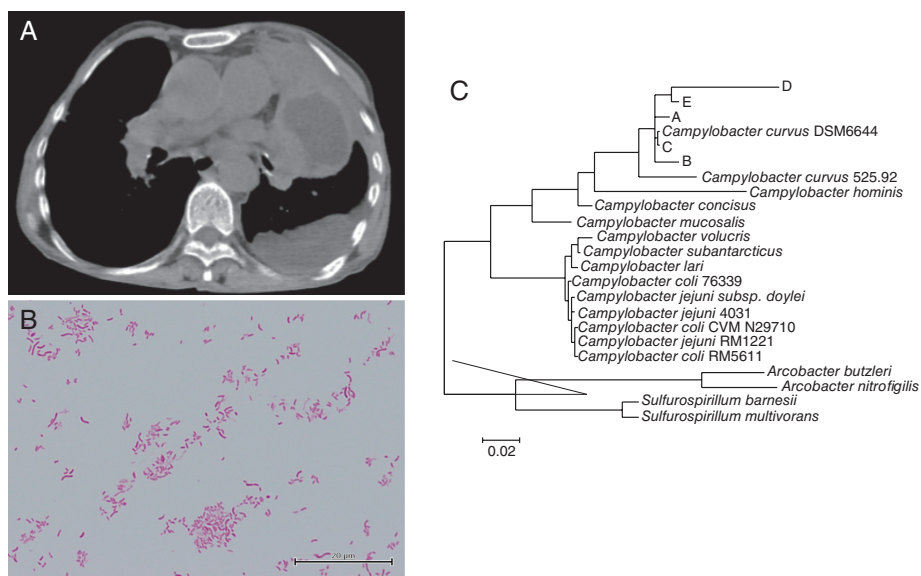 A
B
20 µm
C
D
E
A
Campylobacter curvus DSM6644
C
B
Campylobacter curvus 525.92
Campylobacter hominis
Campylobacter concisus
Campylobacter mucosalis
Campylobacter volucris
Campylobacter subantarcticus
Campylobacter lari
Campylobacter coli 76339
Campylobacter jejuni subsp. doylei
Campylobacter jejuni 4031
Campylobacter coli CVM N29710
Campylobacter jejuni RM1221
Campylobacter coli RM5611
Arcobacter butzleri
Arcobacter nitrofigilis
Sulfurospirillum barnesii
Sulfurospirillum multivorans
0.02